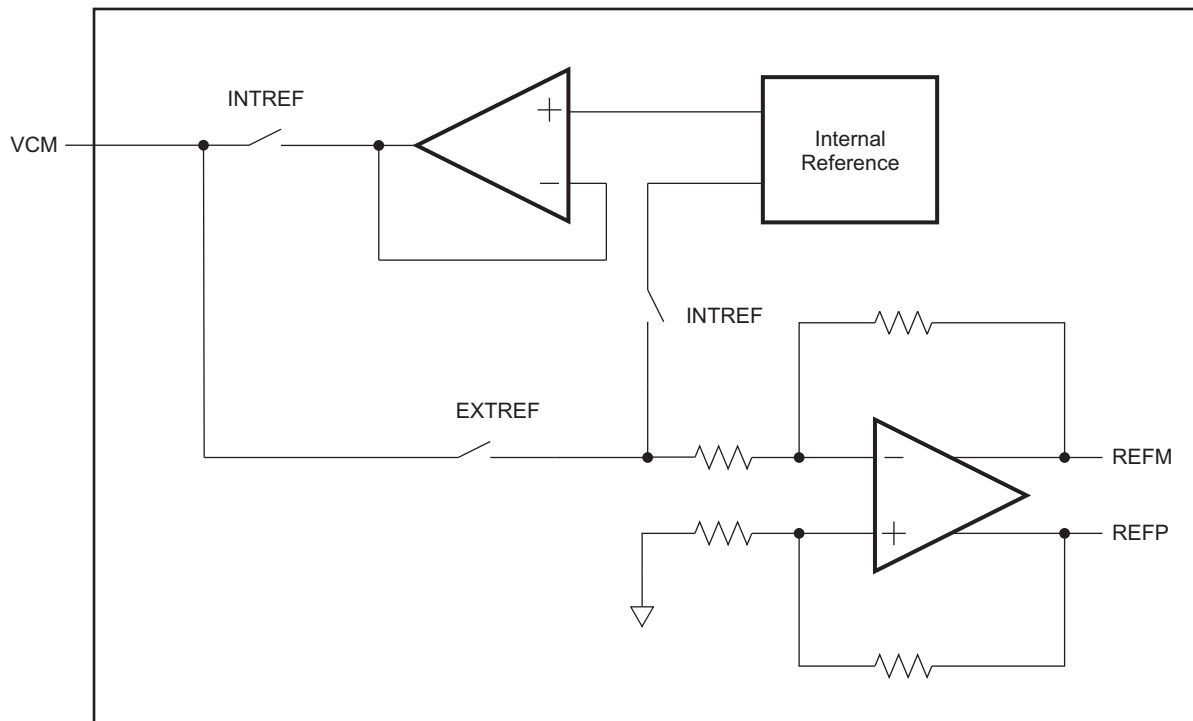 INTREF
VCM
Internal
Reference
INTREF
EXTREF
REFM
REFP